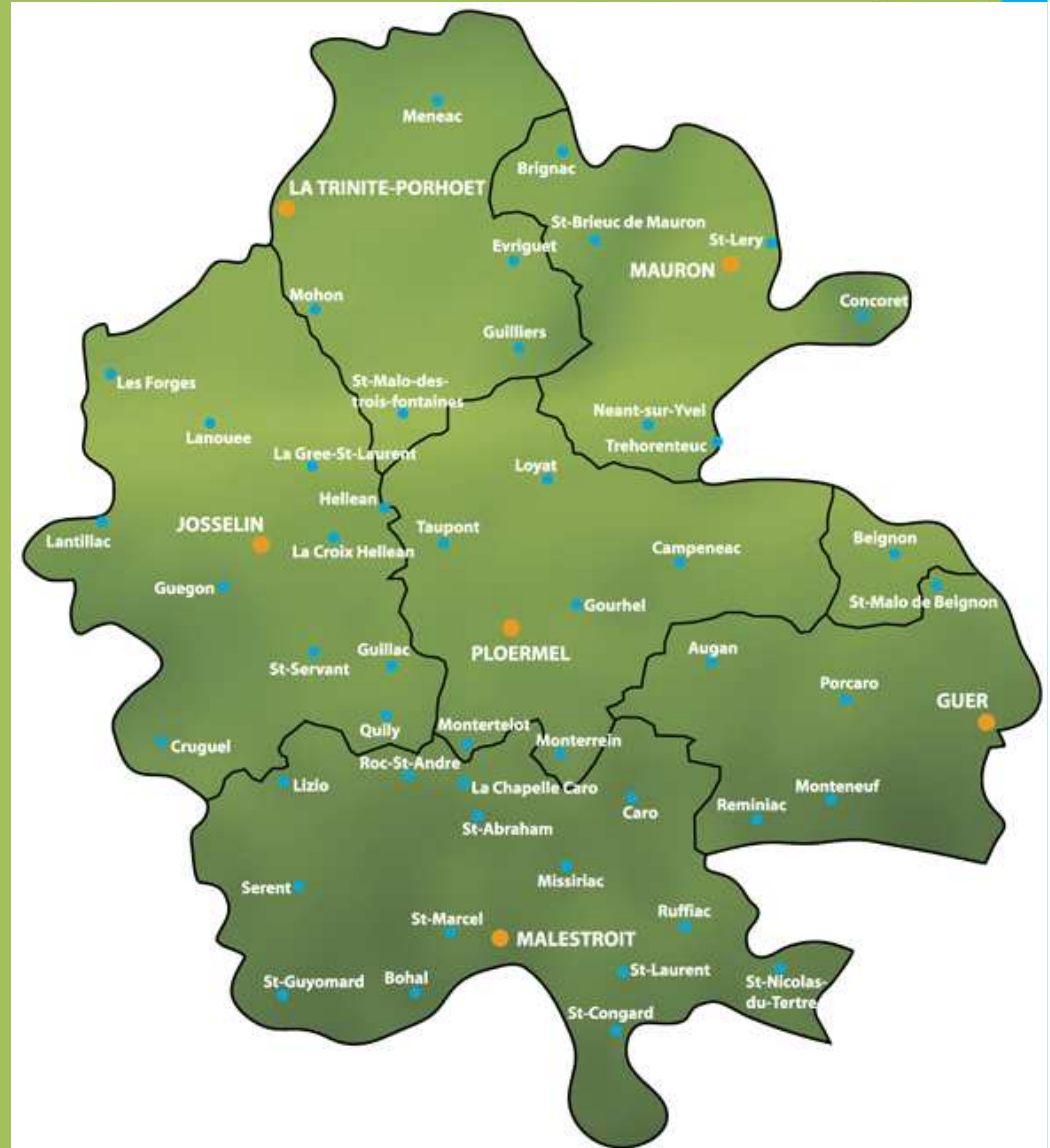 Meneac
Brignac
LA TRINITE-PORHOET
St-Brieuc de Mauron
St-Lery
Evriguet
MAURON
Mohon
Concoret
Guilliers
Les Forges
St-Malo-des-
trois-fontaines
Neant-sur-Yvel
Lanouee
Trehorenteuc
La Gree-St-Laurent
Loyat
Hellean
JOSSELIN
Taupont
Lantillac
La Croix Hellean
Beignon
Campeneac
Guegon
Gourhel
St-Malo de Beignon
Guillac
PLOERMEL
Augan
St-Servant
Porcaro
GUER
Montertelot
Quily
Monterrein
Cruguel
Roc-St-Andre
Lizio
La Chapelle Caro
Monteneuf
Reminiac
Caro
St-Abraham
Missiriac
Serent
Ruffiac
St-Marcel
MALESTROIT
St-Laurent
Bohal
St-Guyomard
St-Nicolas-
du-Tertre
St-Congard